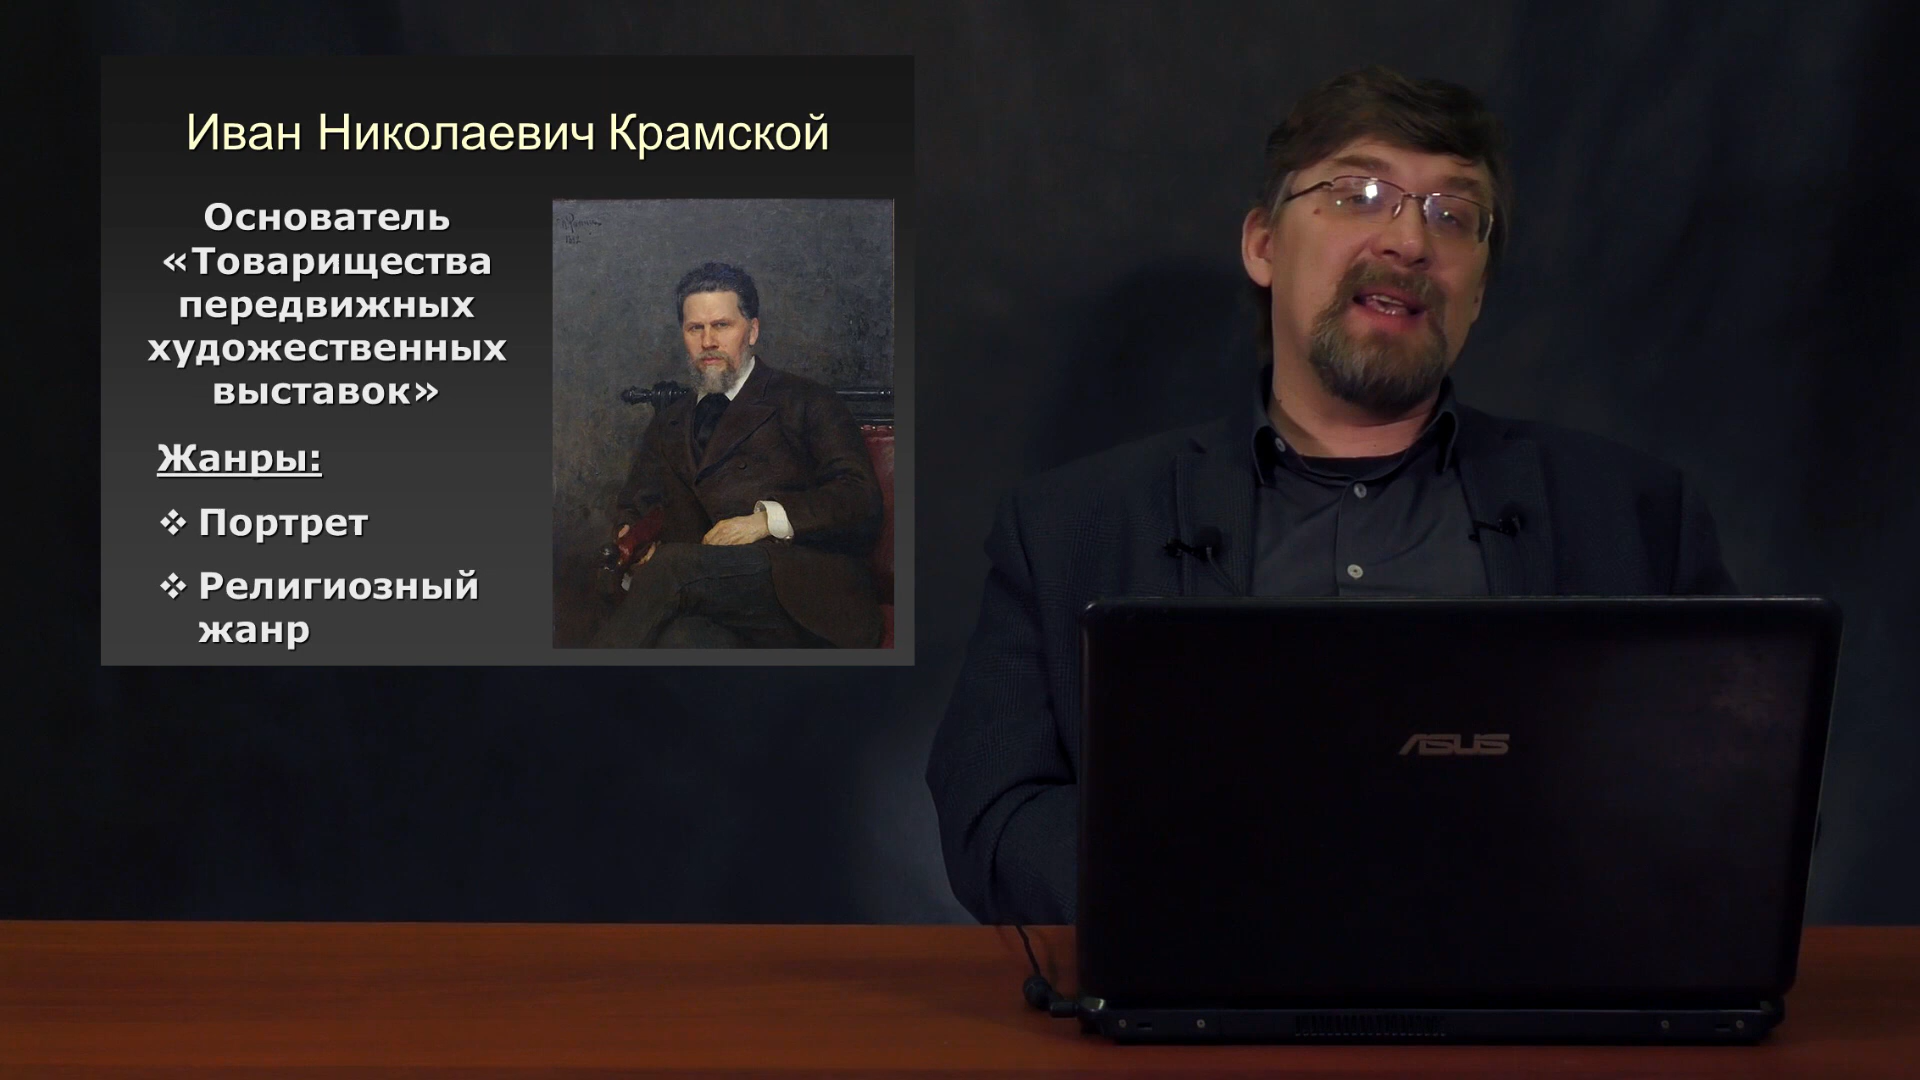 Иван Николаевич Крамской
Основатель
«Товарищества
передвижных
художественных
выставок»
Жанры:
❖ Портрет
❖ Религиозный
жанр
ASUS